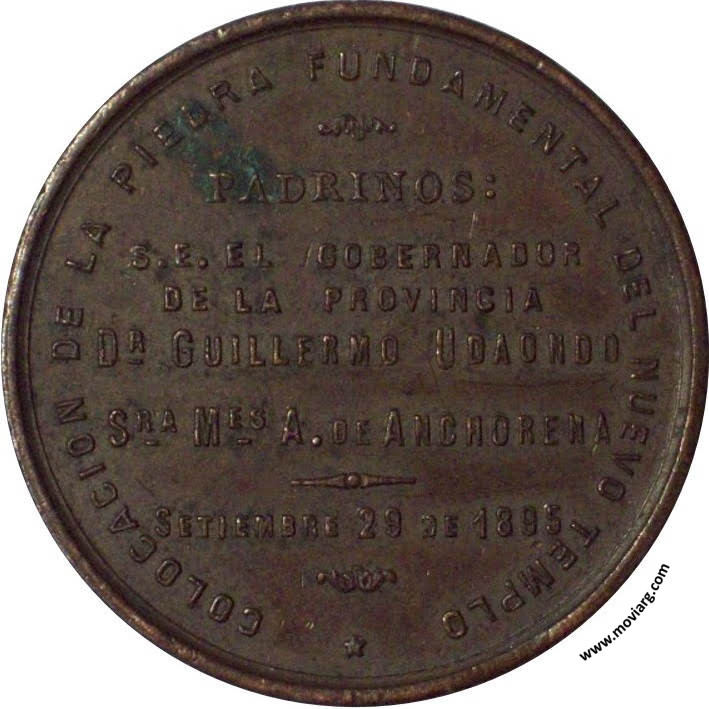 COLOCACION DE LA PIEDRA FUNDAMENTAL DEL NUEVO TEMPLO
PADRINOS:
S.E. EL GOBERNADOR
DE LA PROVINCIA
DR GUILLERMO UDAONDO
SRA MES A. DE ANCHORENA
SETIEMBRE 29 DE 1895
www.moviarg.com